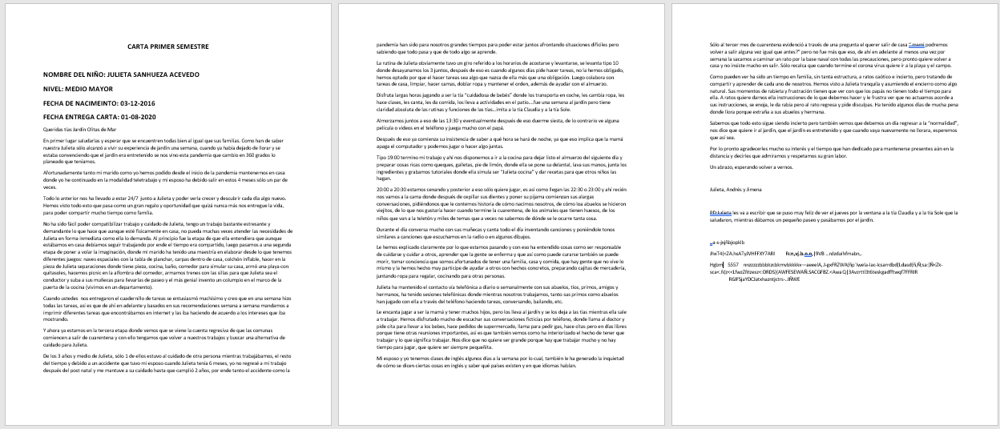 CARTA PRIMER SEMESTRE
NOMBRE DEL NIÑO: JULIETA SANHUEZA ACEVEDO
NIVEL: MEDIO MAYOR
FECHA DE NACIMEINTO: 03-12-2016
FECHA ENTREGA CARTA: 01-08-2020
Queridas tías Jardín Olitas de Mar
En primer lugar saludarlas y esperar que se encuentren todas bien al igual que sus familias. Como han de saber
nuestra Julieta sólo alcanzó a vivir su experiencia de jardín una semana, cuando ya había dejado de llorar y se
estaba convenciendo que el jardín era entretenido se nos vino esta pandemia que cambio en 360 grados lo
planeado que teníamos.
Afortunadamente tanto mi marido como yo hemos podido desde el inicio de la pandemia mantenernos en casa
donde yo he continuado en la modalidad teletrabajo y mi esposo ha debido salir en estos 4 meses sólo un par de
veces.
Todo lo anterior nos ha llevado a estar 24/7 junto a Julieta y poder verla crecer y descubrir cada día algo nuevo.
Hemos visto todo esto que pasa como un gran regalo y oportunidad que quizá nunca más nos entregue la vida,
para poder compartir mucho tiempo como familia.
No ha sido fácil poder compatibilizar trabajo y cuidado de Julieta, tengo un trabajo bastante estresante y
demandante lo que hace que aunque esté físicamente en casa, no pueda muchas veces atender las necesidades de
Julieta en forma inmediata como ella lo demanda. Al principio fue la etapa de que ella entendiera que aunque
estábamos en casa debíamos seguir trabajando por ende el tiempo era compartido, luego pasamos a una segunda
etapa de poner a volar la imaginación, donde mi marido ha tenido una maestría en elaborar desde lo que tenemos
diferentes juegos: naves espaciales con la tabla de planchar, carpas dentro de casa, colchón inflable, hacer en la
pieza de Julieta separaciones donde tiene pieza, cocina, baño, comedor para simular su casa, armó una playa con
quitasoles, hacemos picnic en la alfombra del comedor, armamos trenes con las sillas para que Julieta sea el
conductor y suba a sus muñecas para llevarlas de paseo y el más genial invento un columpio en el marco de la
puerta de la cocina (vivimos en un departamento).
Cuando ustedes nos entregaron el cuadernillo de tareas se entusiasmó muchísimo y creo que en una semana hizo
todas las tareas, así es que de ahí en adelante y basados en sus recomendaciones semana a semana mandamos a
imprimir diferentes tareas que encontrábamos en internet y las iba haciendo de acuerdo a los intereses que iba
mostrando.
Y ahora ya estamos en la tercera etapa donde vemos que se viene la cuenta regresiva de que las comunas
comiencen a salir de cuarentena y con ello tengamos que volver a nuestros trabajos y buscar una alternativa de
cuidado para Julieta.
De los 3 años y medio de Julieta, sólo 1 de ellos estuvo al cuidado de otra persona mientras trabajábamos, el resto
del tiempo y debido a un accidente que tuvo mi esposo cuando Julieta tenía 6 meses, yo no regresé a mi trabajo
después del post natal y me mantuve a su cuidado hasta que cumplió 2 años, por ende tanto el accidente como la
pandemia han sido para nosotros grandes tiempos para poder estar juntos afrontando situaciones difíciles pero
sabiendo que todo pasa y que de todo algo se aprende.
La rutina de Julieta obviamente tuvo un giro referado a los horarios de acostarse y levantarse, se levanta tipo 10
donde desayunamos los 3 juntos, después de eso es cuando algunos días pide hacer tareas, no la hemos obligado,
hemos optado por que el hacer tareas sea algo que nazca de ella más que una obligación. Luego colabora con
tareas de casa, limpiar, hacer camas, doblar ropa y mantener el orden, además de ayudar con el almuerzo.
Disfruta largas horas jugando a ser la tía "cuidadosa de bebés" donde los transporta en coche, les cambia ropa, les
hace clases, les canta, les da comida, los lleva a actividades en el patio....fue una semana al jardín pero tiene
claridad absoluta de las rutinas y funciones de las tías...imita a la tía Claudia y a la tía Sole.
Almorzamos juntos a eso de las 13:30 y eventualmente después de eso duerme siesta, de lo contrario ve alguna
película o videos en el teléfono y juega mucho con el papá.
Después de eso ya comienza su insistencia de saber a qué hora se hará de noche, ya que eso implica que la mamá
apaga el computador y podemos jugar o hacer algo juntas.
Tipo 19:00 termino mi trabajo y ahí nos disponemos a ir a la cocina para dejar listo el almuerzo del siguiente día y
preparar cosas ricas como queques, galletas, pie de limón, donde ella se pone su delantal, lava sus manos, junta los
ingredientes y grabamos tutoriales donde ella simula ser "Julieta cocina" y dar recetas para que otros niños las
hagan.
20:00 a 20:30 estamos cenando y posterior a eso sólo quiere jugar, es así como llegan las 22:30 o 23:00 y ahí recién
nos vamos a la cama donde después de cepillar sus dientes y poner su pijama comienzan sus alargas
conversaciones, pidiéndonos que le contemos historia de cómo nacimos nosotros, de cómo loa abuelos se hicieron
viejitos, de lo que nos gustaría hacer cuando termine la cuarentena, de los animales que tienen huesos, de los
niños que van a la teletón y miles de temas que a veces no sabemos de dónde se le ocurre tanta cosa.
Durante el día conversa mucho con sus muñecas y canta todo el día inventando canciones y poniéndole tonos
similares a canciones que escuchamos en la radio o en algunos dibujos.
Le hemos explicado claramente por lo que estamos pasando y con eso ha entendido cosas como ser responsable
de cuidarse y cuidar a otros, aprender que la gente se enferma y que así como puede curarse también se puede
morir, tomar conciencia que somos afortunados de tener una familia, casa y comida, que hay gente que no vive lo
mismo y la hemos hecho muy participe de ayudar a otros con hechos concretos, preparando cajitas de mercadería,
juntando ropa para regalar, cocinando para otras personas.
Julieta ha mantenido el contacto vía telefónica a diario o semanalmente con sus abuelos, tíos, primos, amigos y
hermanos, ha tenido sesiones telefónicas donde mientras nosotros trabajamos, tanto sus primos como abuelos
han jugado con ella a través del teléfono haciendo tareas, conversando, bailando, etc.
Le encanta jugar a ser la mamá y tener muchos hijos, pero los lleva al jardín y se los deja a las tías mientras ella sale
a trabajar. Hemos disfrutado mucho de escuchar sus conversaciones ficticias por teléfono, donde llama al doctor y
pide cita para llevar a los bebes, hace pedidos de supermercado, llama para pedir gas, hace citas pero en días libres
porque tiene otras reuniones importantes, así es que también vemos como ha interiorizado el hecho de tener que
trabajar y lo que significa trabajar. Nos dice que no quiere ser grande porque hay que trabajar mucho y no hay
tiempo para jugar, que quiere ser siempre pequeñita.
Mi esposo y yo tenemos clases de inglés algunos días a la semana por lo cual, también le ha generado la inquietud
de cómo se dicen ciertas cosas en inglés y saber qué países existen y en que idiomas hablan.
Sólo al tercer mes de cuarentena evidenció a través de una pregunta el querer salir de casa ":mami podremos
volver a salir alguna vez igual que antes?" pero no fue más que eso, de ahí en adelante al menos una vez por
semana la sacamos a caminar un rato por la base naval con todas las precauciones, pero pronto quiere volver a
casa y no insiste mucho en salir. Sólo recalca que cuando termine el corona virus quiere ir a la playa y el campo.
Como pueden ver ha sido un tiempo en familia, sin tanta estructura, a ratos caótico e incierto, pero tratando de
compartir y aprender de cada uno de nosotros. Hemos visto a Julieta tranquila y asumiendo el encierro como algo
natural. Sus momentos de rabieta y frustración tienen que ver con que los papás no tienen todo el tiempo para
ella. A ratos quiere darnos ella instrucciones de lo que debemos hacer y le frustra ver que no actuamos acorde a
sus instrucciones, se enoja, le da rabia pero al rato regresa y pide disculpas. Ha tenido algunos días de mucha pena
donde llora porque extraña a sus abuelos y hermana.
Sabemos que todo esto sigue siendo incierto pero también vemos que debemos un día regresar a la "normalidad",
nos dice que quiere ir al jardín, que el jardín es entretenido y que cuando vaya nuevamente no llorara, esperemos
que así sea.
Por lo pronto agradecerles mucho su interés y el tiempo que han dedicado para mantenerse presentes aún en la
distancia y decirles que admiramos y respetamos su gran labor.
Un abrazo, esperando volver a vernos.
Julieta, Andrés y Jimena
PD:Julieta les va a escribir que se puso muy feliz de ver el jueves por la ventana a la tía Claudia y a la tía Sole que la
saludaron, mientras dábamos un pequeño paseo y pasábamos por el jardín.